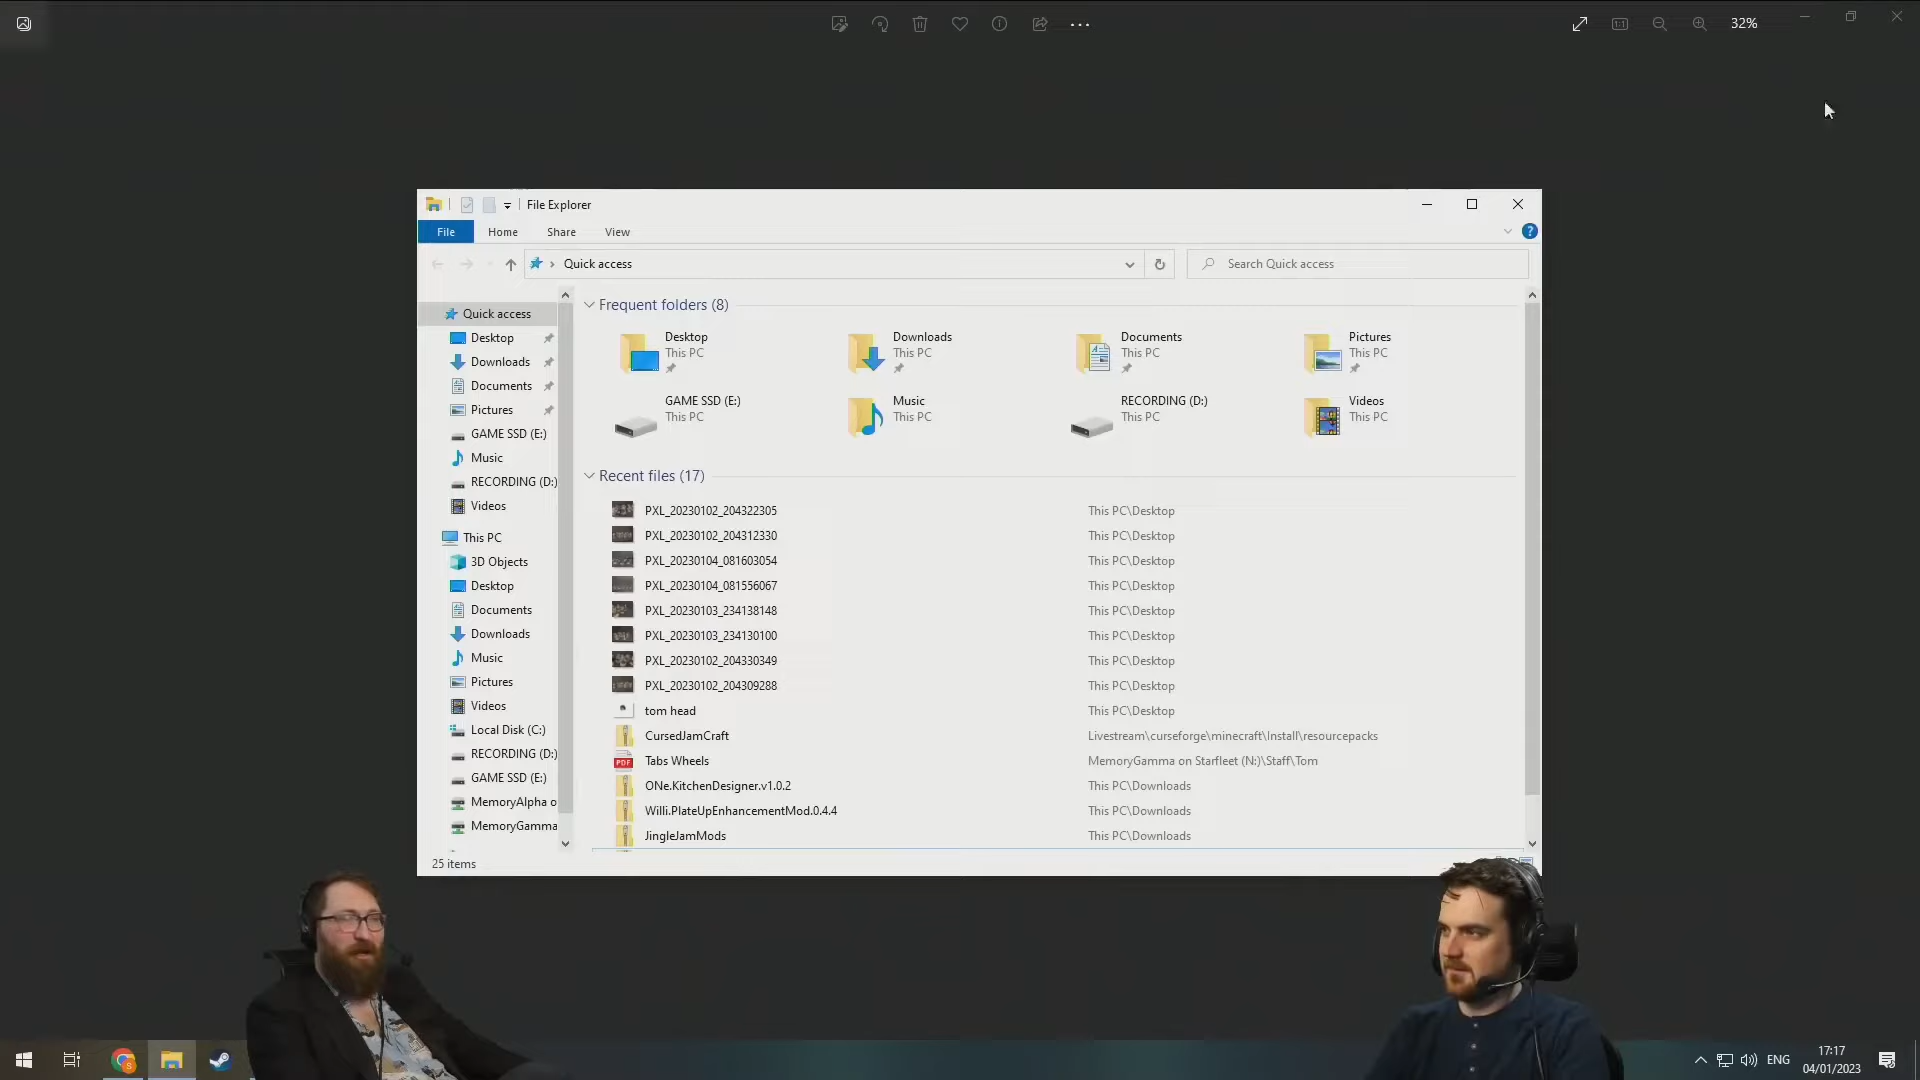 32%
File Explorer
File
Home
Share
View
?
Quick access
Search Quick access
Quick access
Desktop
Downloads
Documents
Pictures
GAME SSD (E:)
Music
RECORDING (D:)
Videos
This PC
3D Objects
Desktop
Documents
Downloads
Music
Pictures
Videos
Local Disk (C:)
RECORDING (D:)
GAME SSD (E:)
MemoryAlpha o
MemoryGamma
Frequent folders (8)
Desktop
This PC
Downloads
This PC
Documents
This PC
Pictures
This PC
GAME SSD (E:)
This PC
Music
This PC
RECORDING (D:)
This PC
Videos
This PC
Recent files (17)
PXL_20230102_204322305 This PC\Desktop
PXL_20230102_204312330 This PC\Desktop
PXL_20230104_081603054 This PC\Desktop
PXL_20230104_081556067 This PC\Desktop
PXL_20230103_234138148 This PC\Desktop
PXL_20230103_234130100 This PC\Desktop
PXL_20230102_204330349 This PC\Desktop
PXL_20230102_204309288 This PC\Desktop
tom head This PC\Desktop
CursedJamCraft Livestream\curseforge\minecraft\Install\resourcepacks
PDF Tabs Wheels MemoryGamma on Starfleet (N:)\Staff\Tom
ONe.KitchenDesigner.v1.0.2 This PC\Downloads
Willi.PlateUpEnhancementMod.0.4.4 This PC\Downloads
JingleJamMods This PC\Downloads
25 items
ENG
17:17
04/01/2023